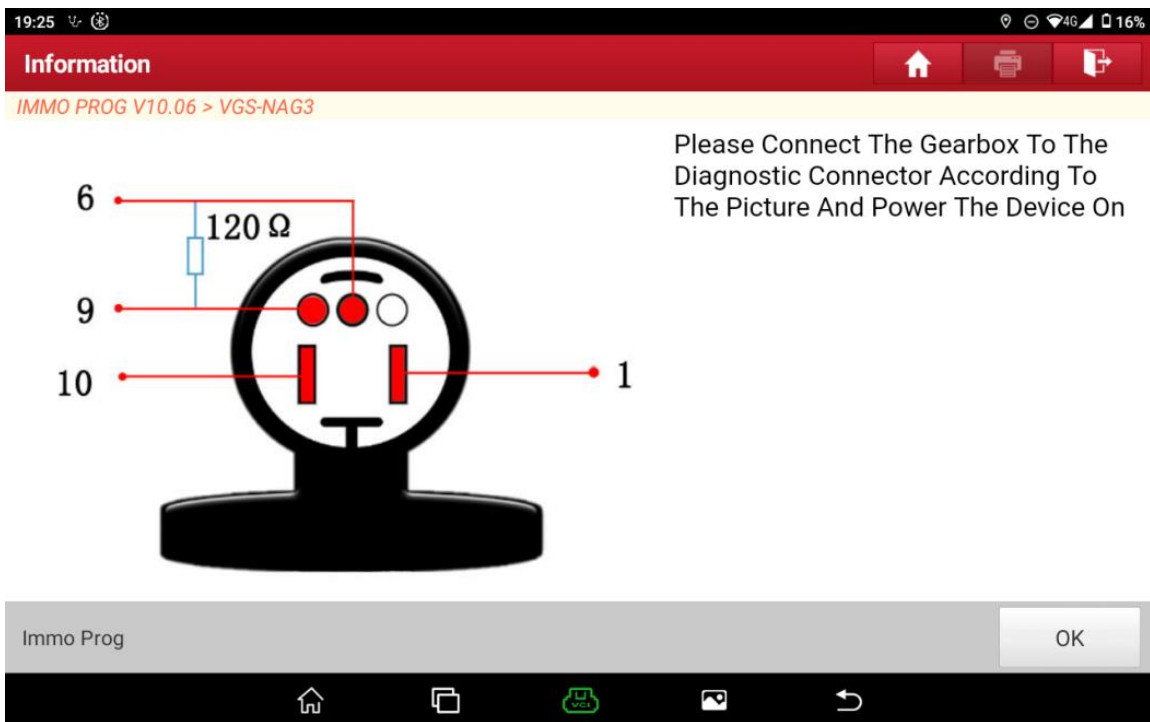 19:25
4G 16%
Information
IMMO PROG V10.06 > VGS-NAG3
Please Connect The Gearbox To The
Diagnostic Connector According To
The Picture And Power The Device On
6
120 Ω
9
10
1
Immo Prog
OK
VCI